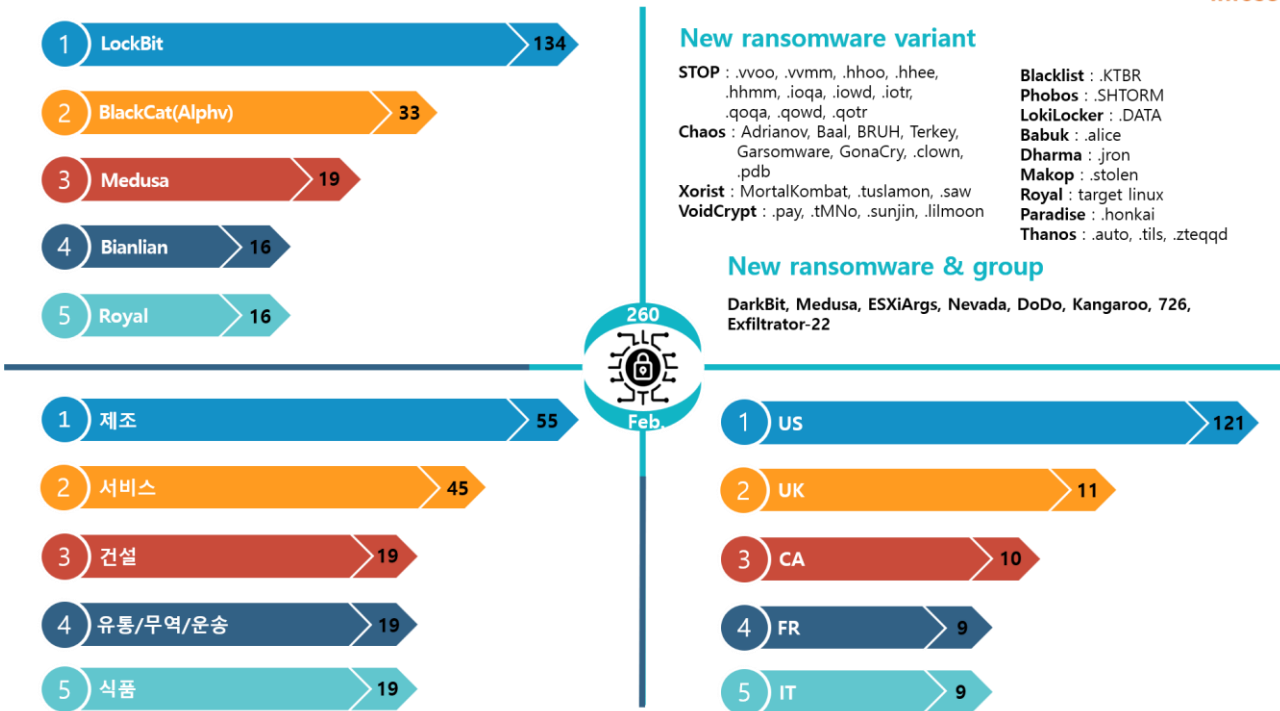 1 LockBit 134
2 BlackCat(Alphv) 33
3 Medusa 19
4 Bianlian 16
5 Royal 16
New ransomware variant
STOP : .vvoo, .vvmm, .hhoo, .hhee,
.hhmm, .ioqa, .iowd, .iotr,
.qoqa, .qowd, .qotr
Chaos : Adrianov, Baal, BRUH, Terkey,
Garsomware, GonaCry, .clown,
.pdb
Xorist : MortalKombat, .tuslamon, .saw
VoidCrypt : .pay, .tMNo, .sunjin, .lilmoon
Blacklist : .KTBR
Phobos : .SHTORM
LokiLocker : .DATA
Babuk : .alice
Dharma : .jron
Makop : .stolen
Royal : target linux
Paradise : .honkai
Thanos : .auto, .tils, .zteqqd
New ransomware & group
DarkBit, Medusa, ESXiArgs, Nevada, DoDo, Kangaroo, 726,
Exfiltrator-22
260
Feb.
1 제조 55
2 서비스 45
3 건설 19
4 유통/무역/운송 19
5 식품 19
1 US 121
2 UK 11
3 CA 10
4 FR 9
5 IT 9